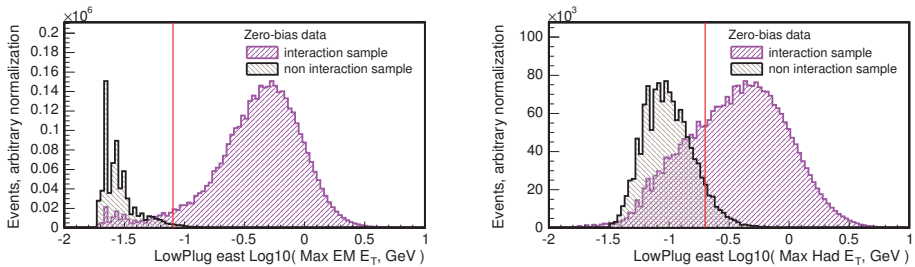 ×10⁶
0.2
0.18
0.16
0.14
0.12
0.1
0.08
0.06
0.04
0.02
0
Events, arbitrary normalization
Zero-bias data
interaction sample
non interaction sample
-2 -1.5 -1 -0.5 0 0.5 1
LowPlug east Log10( Max EM E_T, GeV )
×10³
100
80
60
40
20
0
Events, arbitrary normalization
Zero-bias data
interaction sample
non interaction sample
-2 -1.5 -1 -0.5 0 0.5 1
LowPlug east Log10( Max Had E_T, GeV )